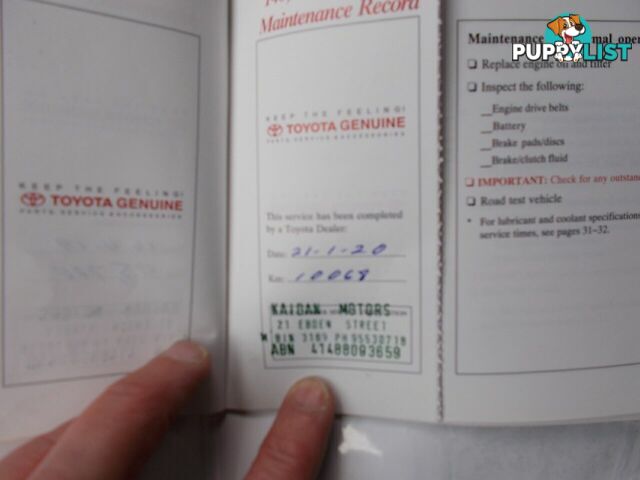 KEEP THE FEELING!
TOYOTA GENUINE
PARTS·SERVICE·ACCESSORIES
Maintenance Record
KEEP THE FEELING!
TOYOTA GENUINE
PARTS·SERVICE·ACCESSORIES
This service has been completed
by a Toyota Dealer:
Date: 21-1-20
Km: 10068
KAIDAN MOTORS
21 EBDEN STREET
BIN 3189 PH 95530718
ABN 41488093659
Maintenance
Replace engine oil and filter
Inspect the following:
Engine drive belts
Battery
Brake pads/discs
Brake/clutch fluid
IMPORTANT: Check for any
Road test vehicle
* For lubricant and coolant
service times, see pages 31–32.
PUPPYLIST